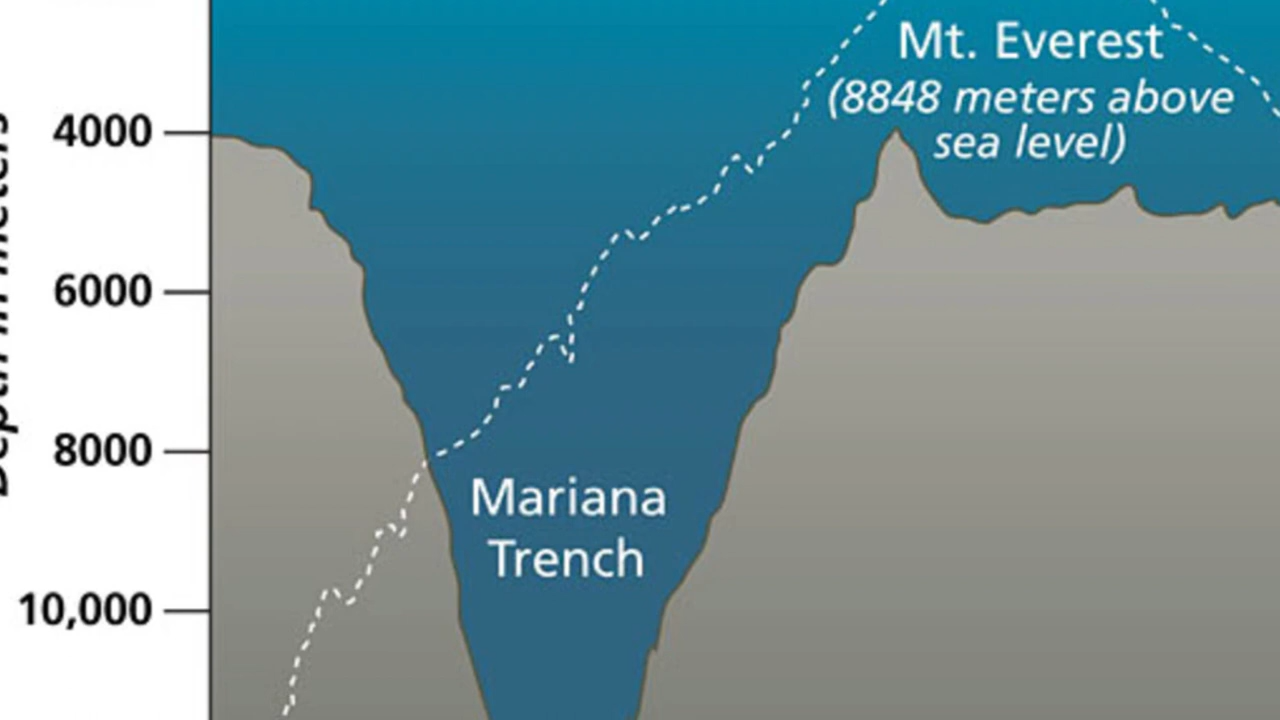 Mt. Everest
(8848 meters above
sea level)
4000
6000
8000
Mariana
Trench
10,000